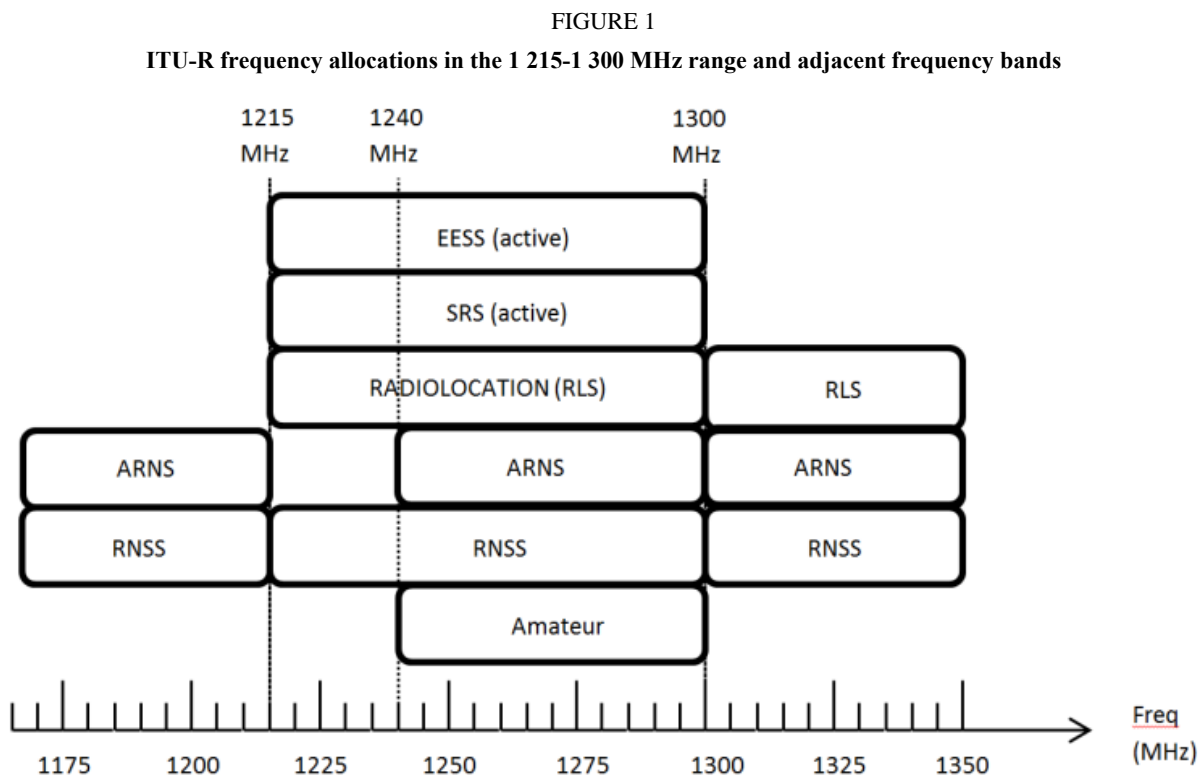 FIGURE 1
ITU-R frequency allocations in the 1 215-1 300 MHz range and adjacent frequency bands
1215 1240 1300
MHz MHz MHz
EESS (active)
SRS (active)
RADIOLOCATION (RLS) RLS
ARNS ARNS ARNS
RNSS RNSS RNSS
Amateur
Freq
(MHz)
1175 1200 1225 1250 1275 1300 1325 1350